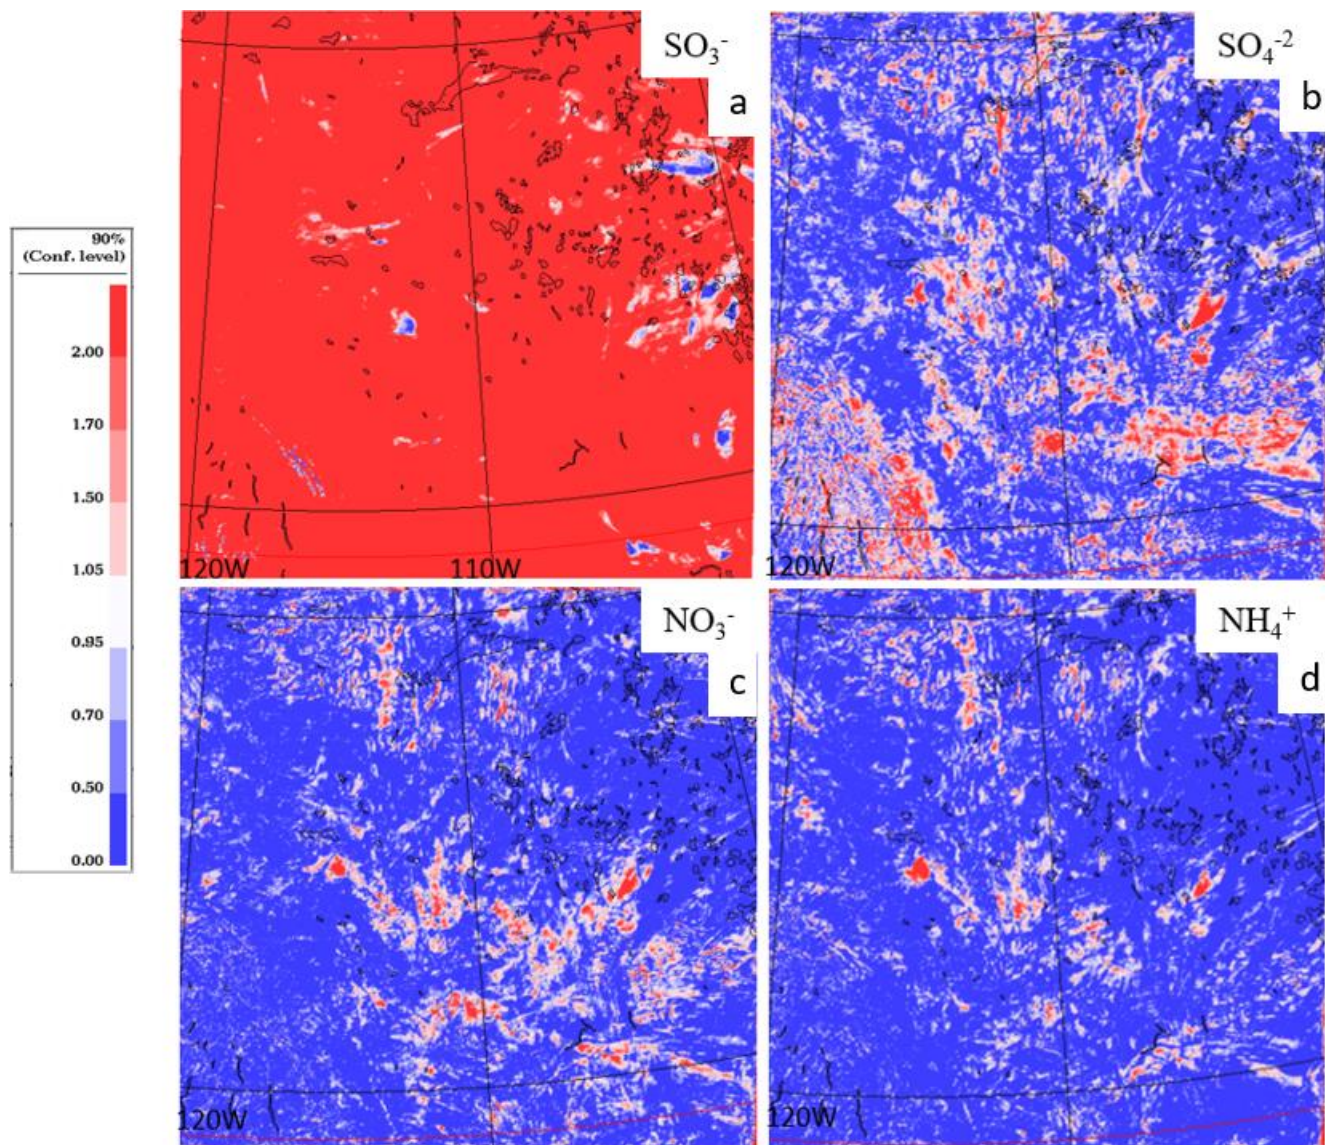 SO₃⁻
a
SO₄⁻²
b
90%
(Conf. level)
2.00
1.70
1.50
1.05
0.95
0.70
0.50
0.00
120W
110W
120W
NO₃⁻
c
NH₄⁺
d
120W
120W